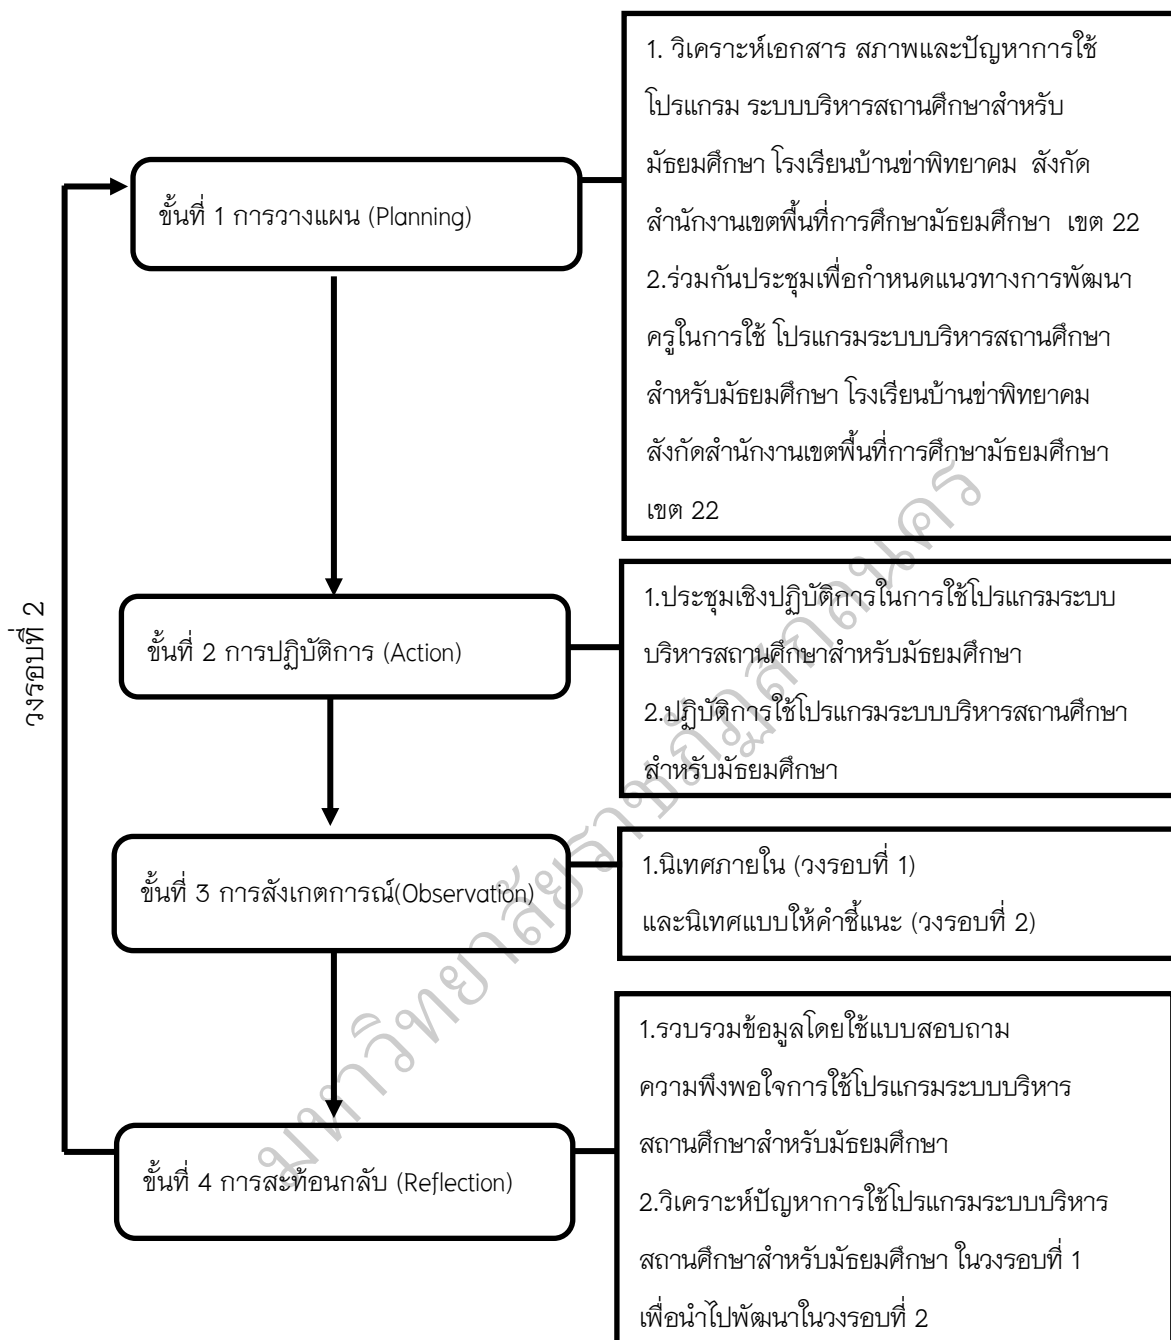 1. วิเคราะห์เอกสาร สภาพและปัญหาการใช้
โปรแกรม ระบบบริหารสถานศึกษาสำหรับ
มัธยมศึกษา โรงเรียนบ้านข่าพิทยาคม สังกัด
สำนักงานเขตพื้นที่การศึกษามัธยมศึกษา เขต 22
2.ร่วมกันประชุมเพื่อกำหนดแนวทางการพัฒนา
ครูในการใช้ โปรแกรมระบบบริหารสถานศึกษา
สำหรับมัธยมศึกษา โรงเรียนบ้านข่าพิทยาคม
สังกัดสำนักงานเขตพื้นที่การศึกษามัธยมศึกษา
เขต 22
ขั้นที่ 1 การวางแผน (Planning)
1.ประชุมเชิงปฏิบัติการในการใช้โปรแกรมระบบ
บริหารสถานศึกษาสำหรับมัธยมศึกษา
2.ปฏิบัติการใช้โปรแกรมระบบบริหารสถานศึกษา
สำหรับมัธยมศึกษา
ขั้นที่ 2 การปฏิบัติการ (Action)
วงรอบที่ 2
1.นิเทศภายใน (วงรอบที่ 1)
และนิเทศแบบให้คำชี้แนะ (วงรอบที่ 2)
ขั้นที่ 3 การสังเกตการณ์(Observation)
1.รวบรวมข้อมูลโดยใช้แบบสอบถาม
ความพึงพอใจการใช้โปรแกรมระบบบริหาร
สถานศึกษาสำหรับมัธยมศึกษา
2.วิเคราะห์ปัญหาการใช้โปรแกรมระบบบริหาร
สถานศึกษาสำหรับมัธยมศึกษา ในวงรอบที่ 1
เพื่อนำไปพัฒนาในวงรอบที่ 2
ขั้นที่ 4 การสะท้อนกลับ (Reflection)
มหาวิทยาลัยราชภัฏสกลนคร